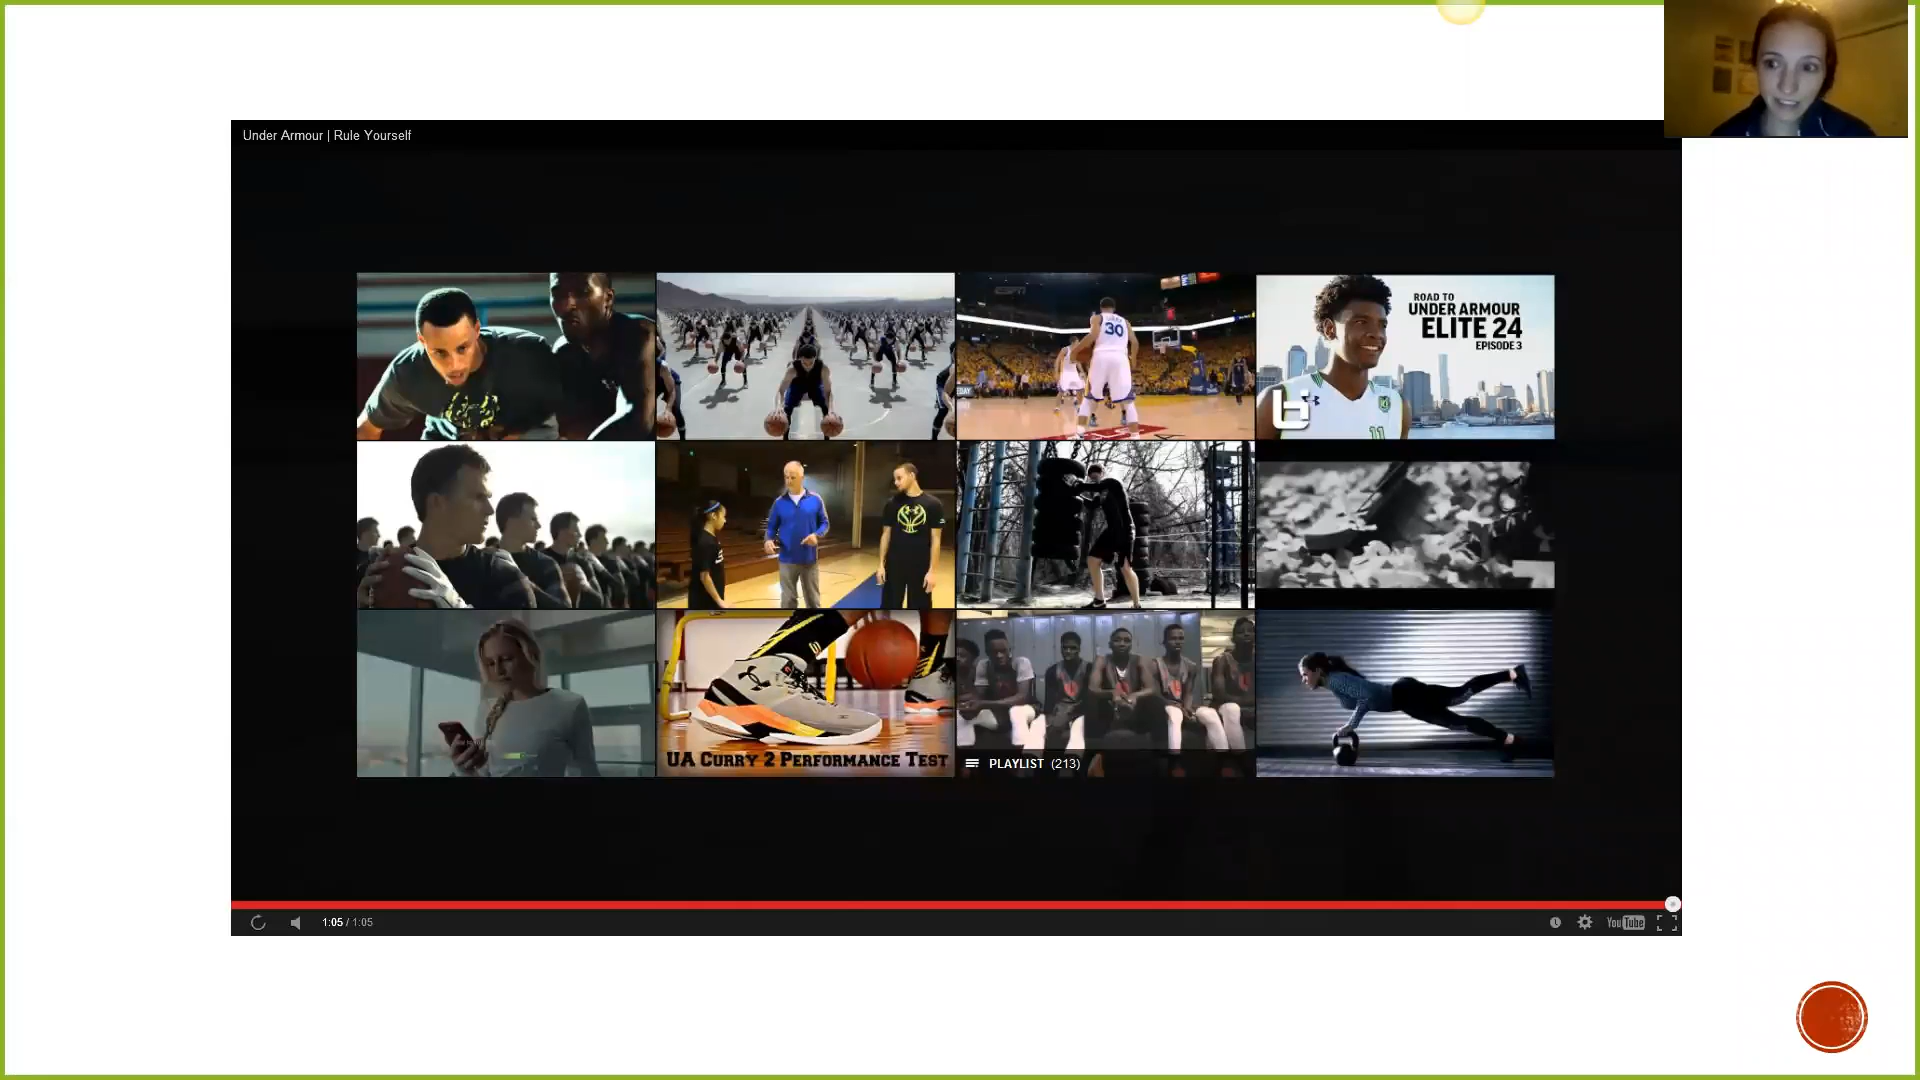 Under Armour | Rule Yourself
30
ROAD TO
UNDER ARMOUR
ELITE 24
EPISODE 3
11
UA CURRY 2 PERFORMANCE TEST
PLAYLIST (213)
1:05 / 1:05
YouTube